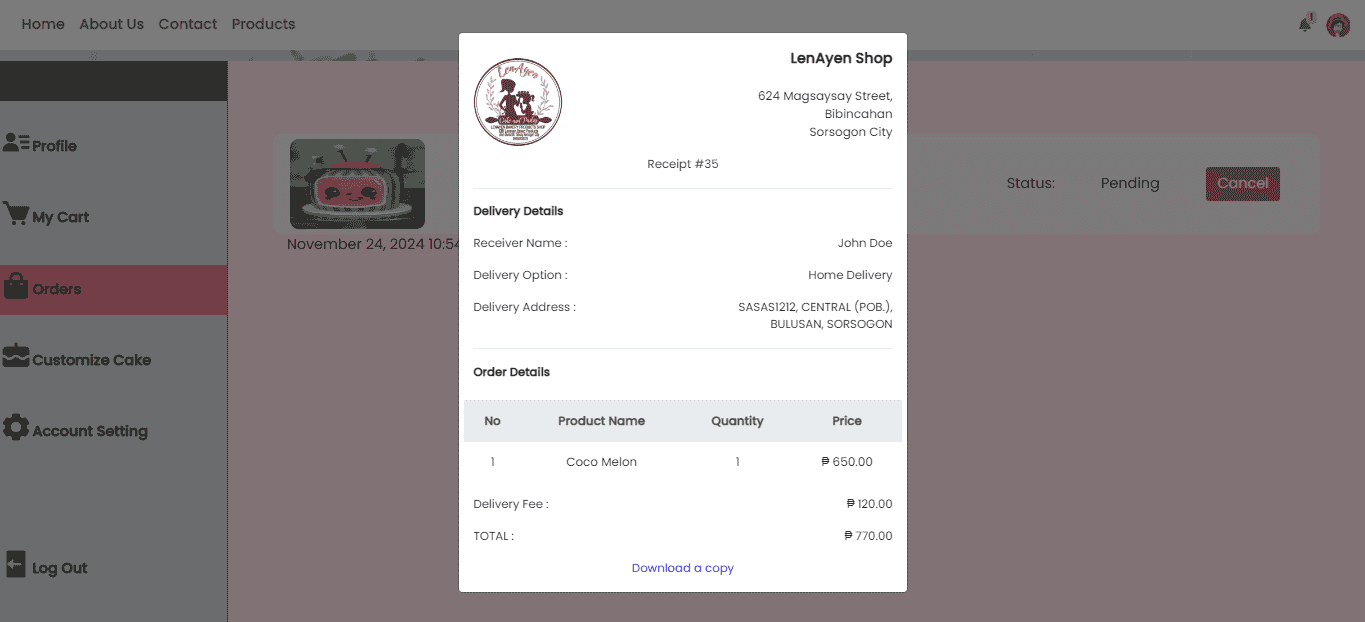 Home About Us Contact Products
1
Profile
My Cart
Orders
Customize Cake
Account Setting
Log Out
November 24, 2024 10:54
Status: Pending Cancel
LenAyen
LenAyen Shop
624 Magsaysay Street,
Bibincahan
Sorsogon City
Receipt #35
Delivery Details
Receiver Name : John Doe
Delivery Option : Home Delivery
Delivery Address : SASAS1212, CENTRAL (POB.),
BULUSAN, SORSOGON
Order Details
No Product Name Quantity Price
1 Coco Melon 1 ₱ 650.00
Delivery Fee : ₱ 120.00
TOTAL : ₱ 770.00
Download a copy